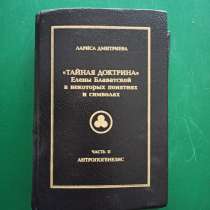 ЛАРИСА ДМИТРИЕВА
«ТАЙНАЯ ДОКТРИНА»
Елены Блаватской
в некоторых понятиях
и символах
ЧАСТЬ II
АНТРОПОГЕНЕЗИС